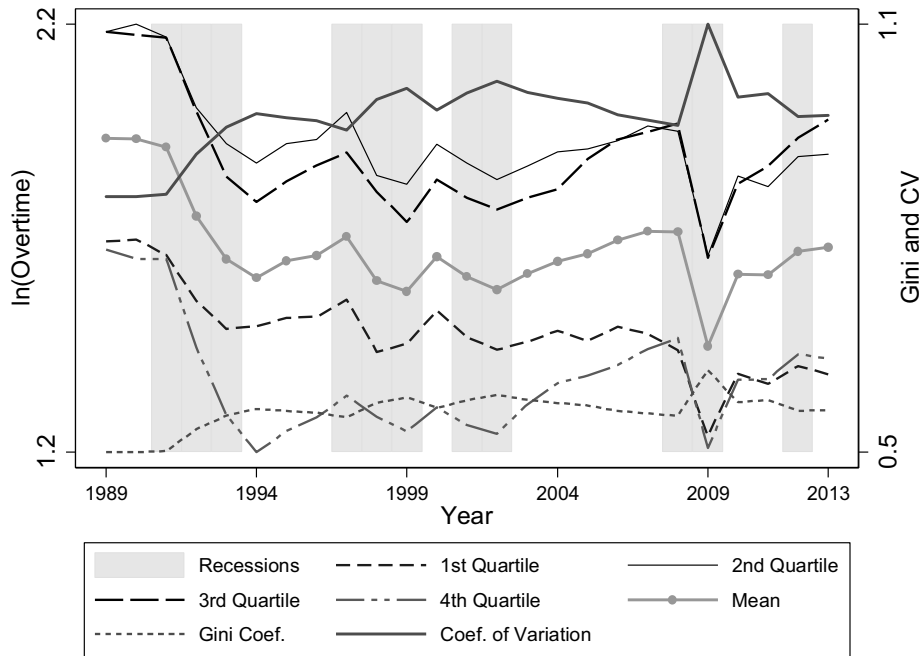 2.2
1.2
ln(Overtime)
1.1
0.5
Gini and CV
1989 1994 1999 2004 2009 2013
Year
Recessions 1st Quartile 2nd Quartile
3rd Quartile 4th Quartile Mean
Gini Coef. Coef. of Variation